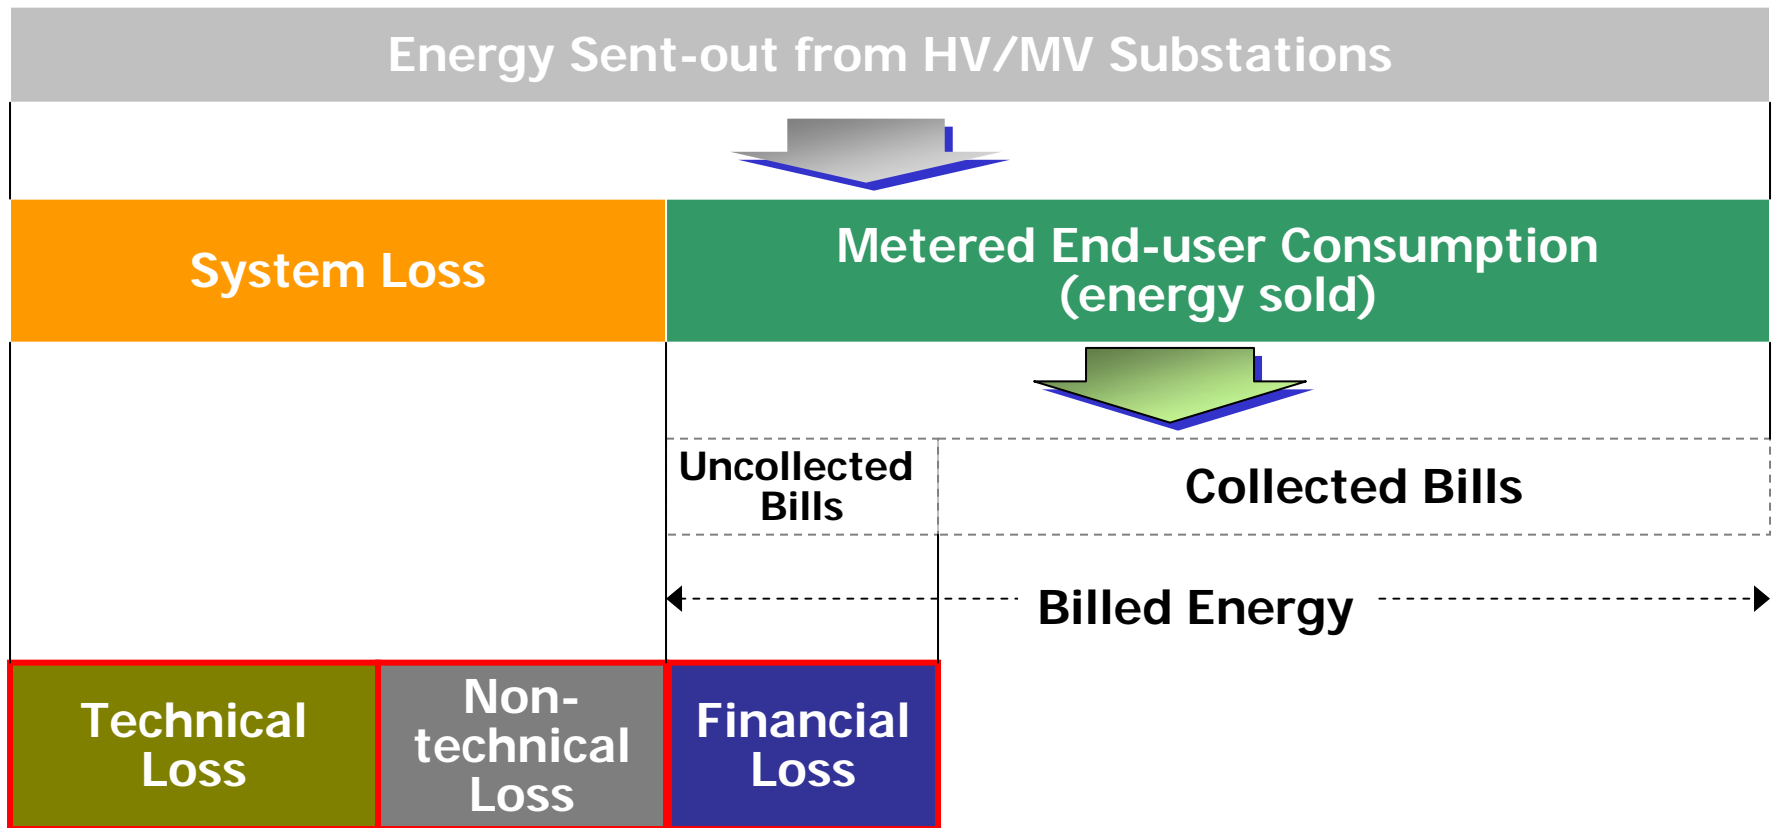 Energy Sent-out from HV/MV Substations
System Loss
Metered End-user Consumption
(energy sold)
Uncollected
Bills
Collected Bills
Billed Energy
Technical
Loss
Non-
technical
Loss
Financial
Loss